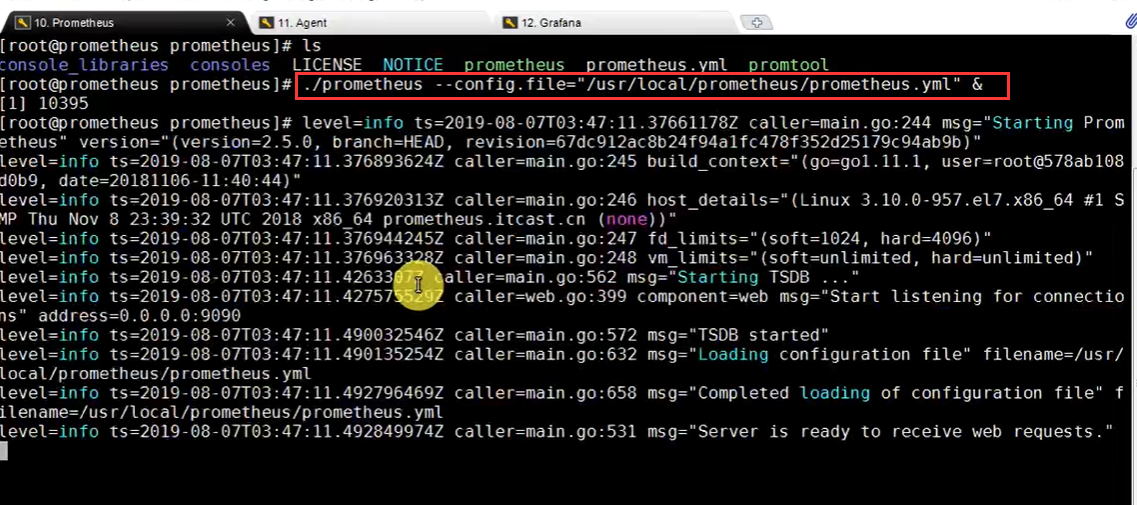 10. Prometheus
11. Agent
12. Grafana
[root@prometheus prometheus]# ls
console_libraries consoles LICENSE NOTICE prometheus prometheus.yml promtool
[root@prometheus prometheus]# ./prometheus --config.file="/usr/local/prometheus/prometheus.yml" &
[1] 10395
[root@prometheus prometheus]# level=info ts=2019-08-07T03:47:11.37661178Z caller=main.go:244 msg="Starting Prom
etheus" version="(version=2.5.0, branch=HEAD, revision=67dc912ac8b24f94a1fc478f352d25179c94ab9b)"
level=info ts=2019-08-07T03:47:11.376893624Z caller=main.go:245 build_context="(go=go1.11.1, user=root@578ab108
d0b9, date=20181106-11:40:44)"
level=info ts=2019-08-07T03:47:11.376920313Z caller=main.go:246 host_details="(Linux 3.10.0-957.el7.x86_64 #1 S
MP Thu Nov 8 23:39:32 UTC 2018 x86_64 prometheus.itcast.cn (none))"
level=info ts=2019-08-07T03:47:11.376944245Z caller=main.go:247 fd_limits="(soft=1024, hard=4096)"
level=info ts=2019-08-07T03:47:11.376963328Z caller=main.go:248 vm_limits="(soft=unlimited, hard=unlimited)"
level=info caller=main.go:562 msg="Starting TSDB ..."
level=info ts=2019-08-07T03:47:11.427575529Z caller=web.go:399 component=web msg="Start listening for connectio
ns" address=0.0.0.0:9090
level=info ts=2019-08-07T03:47:11.490032546Z caller=main.go:572 msg="TSDB started"
level=info ts=2019-08-07T03:47:11.490135254Z caller=main.go:632 msg="Loading configuration file" filename=/usr/
local/prometheus/prometheus.yml
level=info ts=2019-08-07T03:47:11.492796469Z caller=main.go:658 msg="Completed loading of configuration file" f
ilename=/usr/local/prometheus/prometheus.yml
level=info ts=2019-08-07T03:47:11.492849974Z caller=main.go:531 msg="Server is ready to receive web requests."